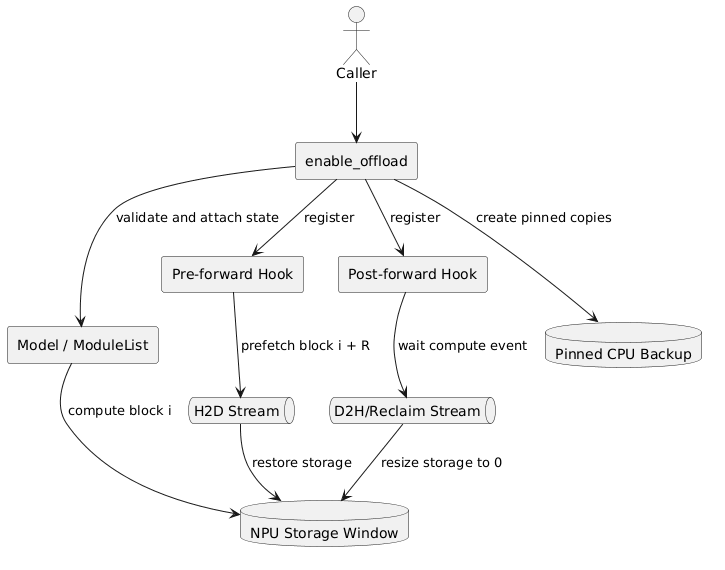 Caller
enable_offload
validate and attach state
register
register
create pinned copies
Pre-forward Hook
Post-forward Hook
Model / ModuleList
prefetch block i + R
wait compute event
Pinned CPU Backup
compute block i
H2D Stream
D2H/Reclaim Stream
restore storage
resize storage to 0
NPU Storage Window